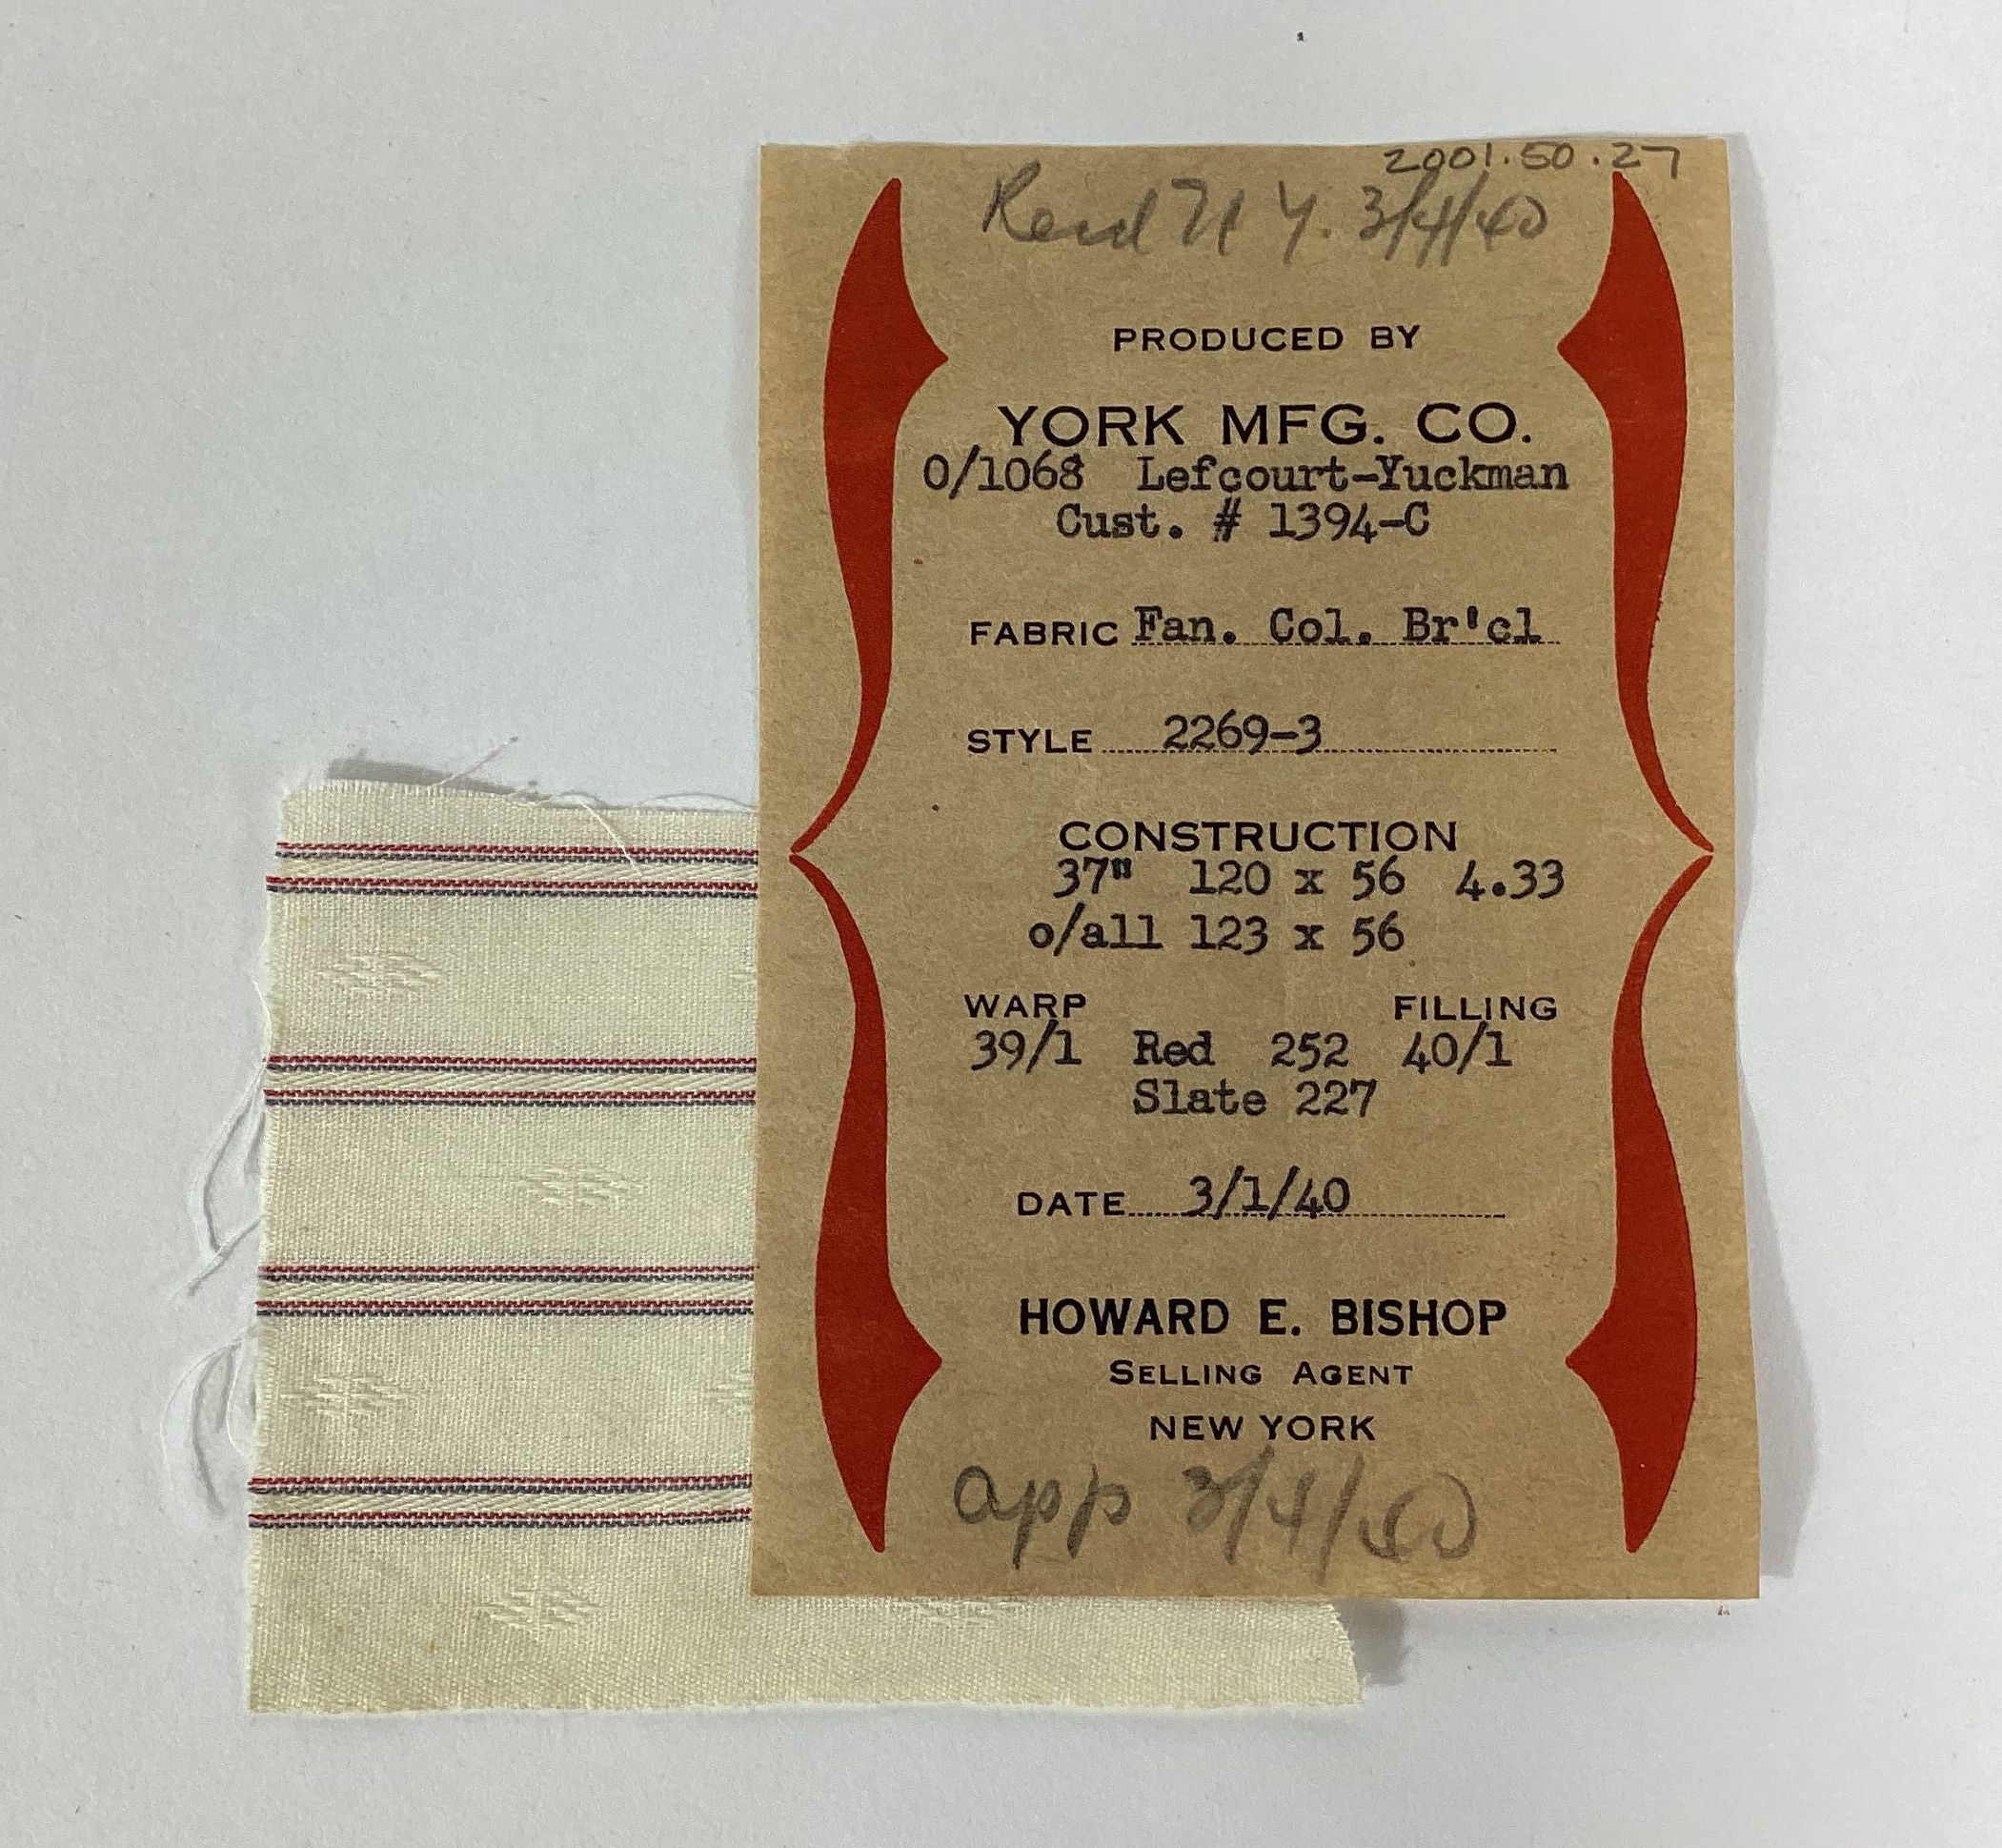 2001.50.27
Recd N Y. 3/4/40
PRODUCED BY
YORK MFG. CO.
0/1068 Lefcourt-Yuckman
Cust. # 1394-C
FABRIC Fan. Col. Br'cl
STYLE 2269-3
CONSTRUCTION
37" 120 x 56 4.33
o/all 123 x 56
WARP FILLING
39/1 Red 252 40/1
Slate 227
DATE 3/1/40
HOWARD E. BISHOP
SELLING AGENT
NEW YORK
app 3/4/40